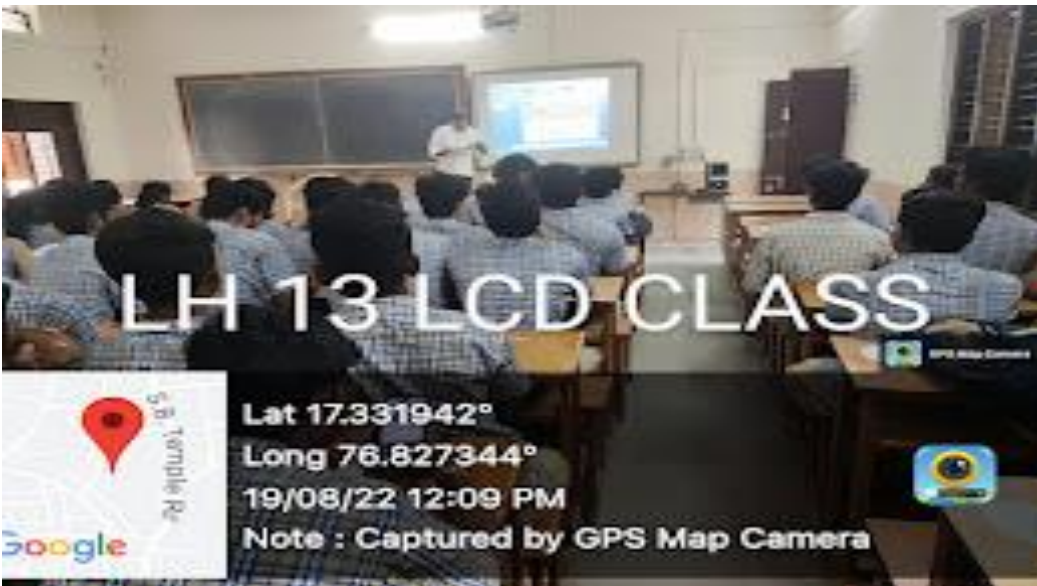 LH 13 LCD CLASS
GPS Map Camera
S B Temple Rd
Lat 17.331942°
Long 76.827344°
19/08/22 12:09 PM
Google
Note : Captured by GPS Map Camera